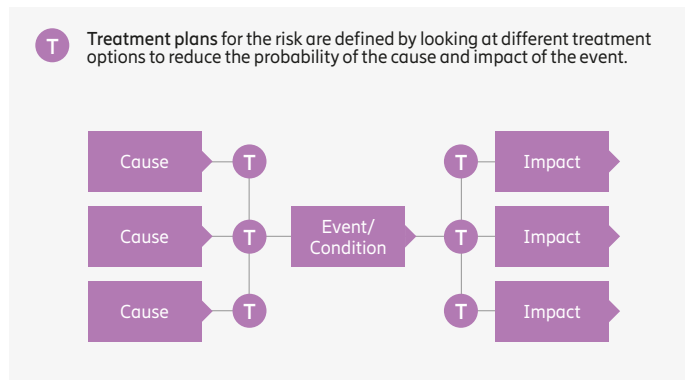 T
Treatment plans for the risk are defined by looking at different treatment
options to reduce the probability of the cause and impact of the event.
Cause
T
T
Impact
Cause
T
Event/
Condition
T
Impact
Cause
T
T
Impact